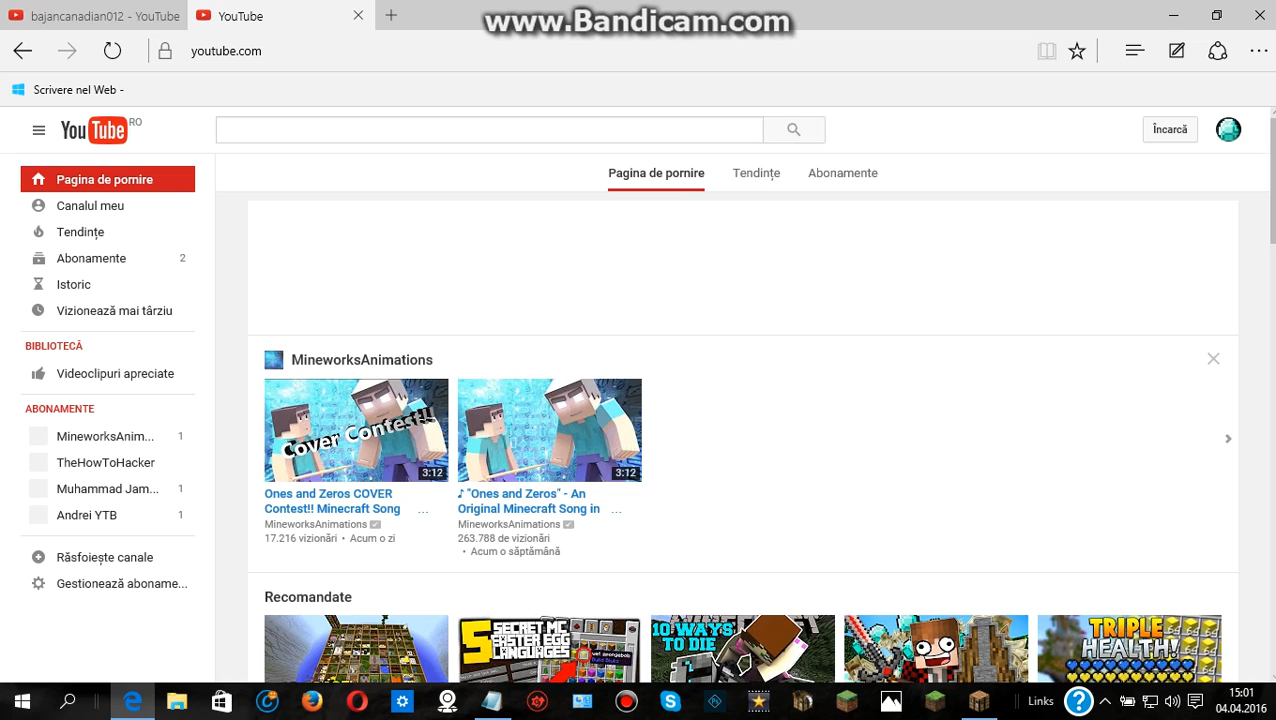 bajancanadian012 - YouTube
YouTube
www.Bandicam.com
youtube.com
Scrivere nel Web -
YouTube RO
Încarcă
Pagina de pornire
Tendințe
Abonamente
Pagina de pornire
Canalul meu
Tendințe
Abonamente 2
Istoric
Vizionează mai târziu
BIBLIOTECĂ
Videoclipuri apreciate
ABONAMENTE
MineworksAnim... 1
TheHowToHacker
Muhammad Jam... 1
Andrei YTB 1
Răsfoiește canale
Gestionează aboname...
MineworksAnimations
Cover Contest!!
3:12
3:12
Ones and Zeros COVER
Contest!! Minecraft Song ...
MineworksAnimations
17.216 vizionări • Acum o zi
♪ "Ones and Zeros" - An
Original Minecraft Song in ...
MineworksAnimations
263.788 de vizionări
• Acum o săptămână
Recomandate
5 SECRET MC
EASTER EGG
LANGUAGES
10 WAYS
TO DIE
TRIPLE
HEALTH!
Links
15:01
04.04.2016